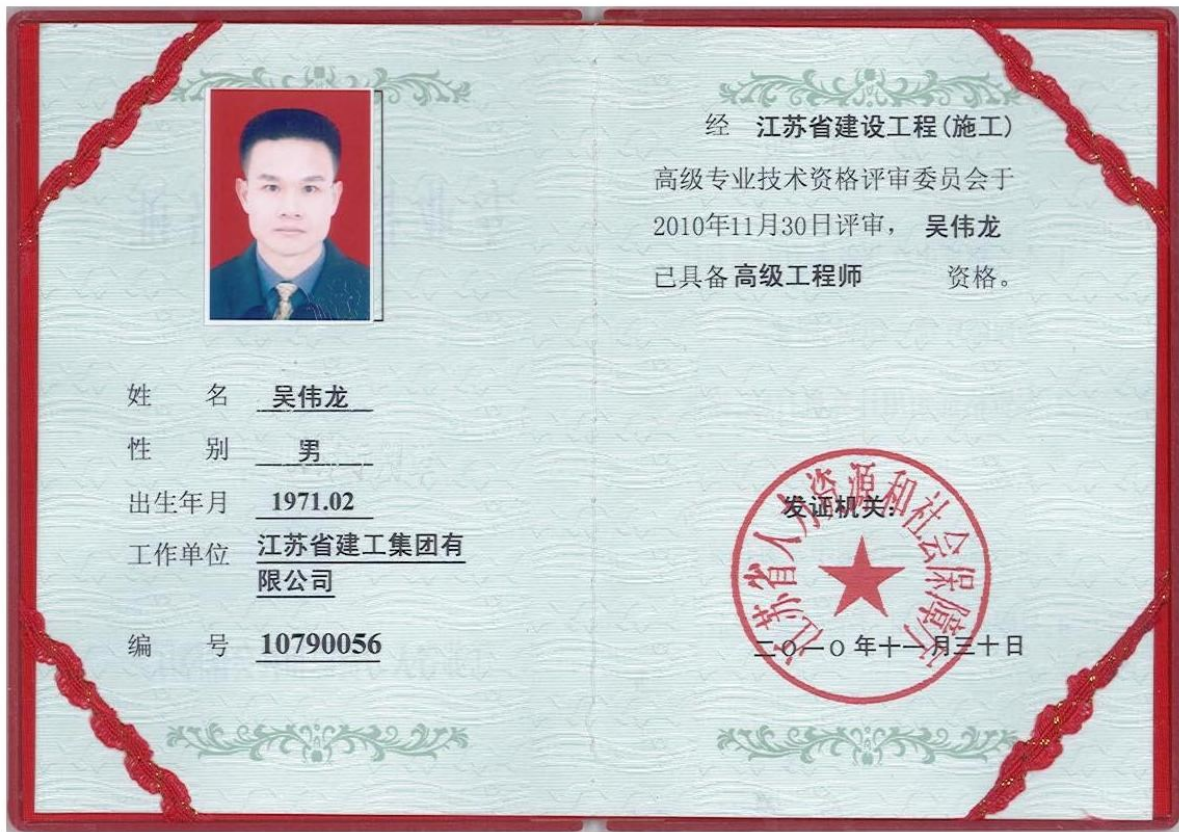 姓 名 吴伟龙
性 别 男
出生年月 1971.02
工作单位 江苏省建工集团有
限公司
编 号 10790056
经 江苏省建设工程(施工)
高级专业技术资格评审委员会于
2010年11月30日评审， 吴伟龙
已具备 高级工程师 资格。
江苏省人力资源和社会保障厅
发证机关:
二○一○年十一月三十日